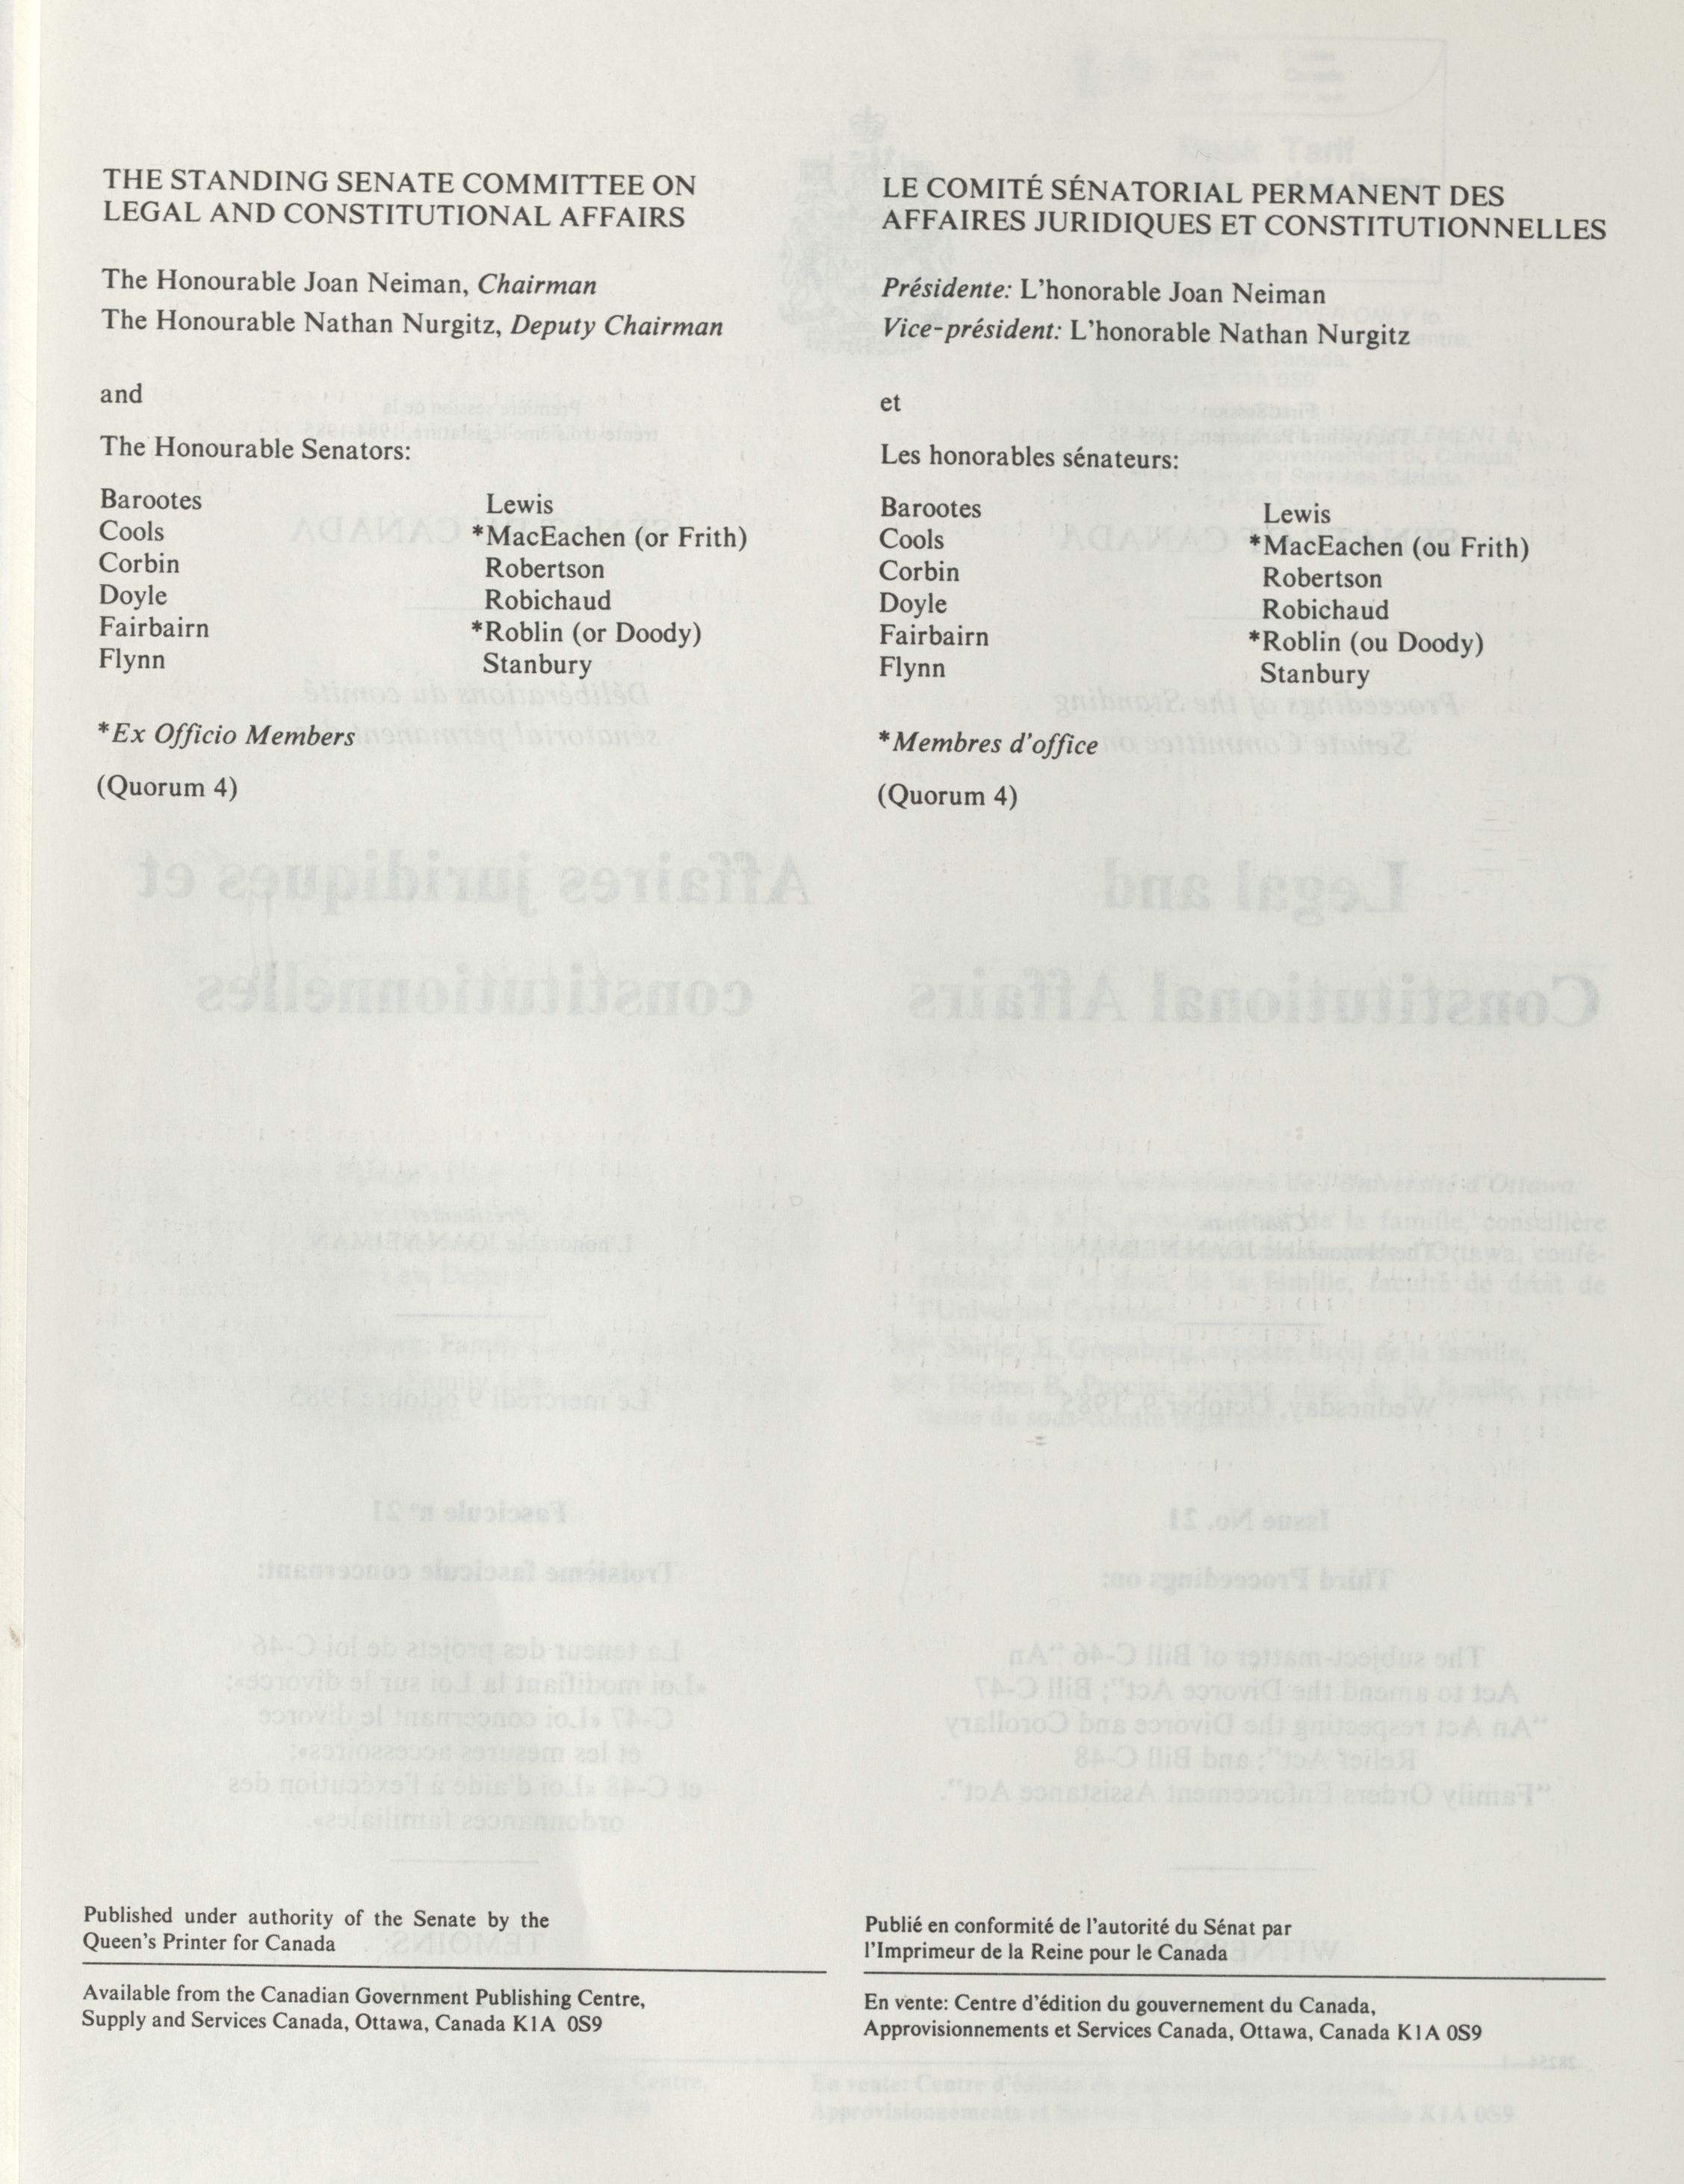 THE STANDING SENATE COMMITTEE ON
LEGAL AND CONSTITUTIONAL AFFAIRS
The Honourable Joan Neiman, Chairman
The Honourable Nathan Nurgitz, Deputy Chairman
and
The Honourable Senators:
Barootes
Cools
Corbin
Doyle
Fairbairn
Flynn
Lewis
*MacEachen (or Frith)
Robertson
Robichaud
*Roblin (or Doody)
Stanbury
*Ex Officio Members
(Quorum 4)
Published under authority of the Senate by the
Queen's Printer for Canada
Available from the Canadian Government Publishing Centre,
Supply and Services Canada, Ottawa, Canada K1A 0S9
LE COMITÉ SÉNATORIAL PERMANENT DES
AFFAIRES JURIDIQUES ET CONSTITUTIONNELLES
Présidente: L'honorable Joan Neiman
Vice-président: L'honorable Nathan Nurgitz
et
Les honorables sénateurs:
Barootes
Cools
Corbin
Doyle
Fairbairn
Flynn
Lewis
*MacEachen (ou Frith)
Robertson
Robichaud
*Roblin (ou Doody)
Stanbury
*Membres d'office
(Quorum 4)
Publié en conformité de l'autorité du Sénat par
l'Imprimeur de la Reine pour le Canada
En vente: Centre d'édition du gouvernement du Canada,
Approvisionnements et Services Canada, Ottawa, Canada K1A 0S9